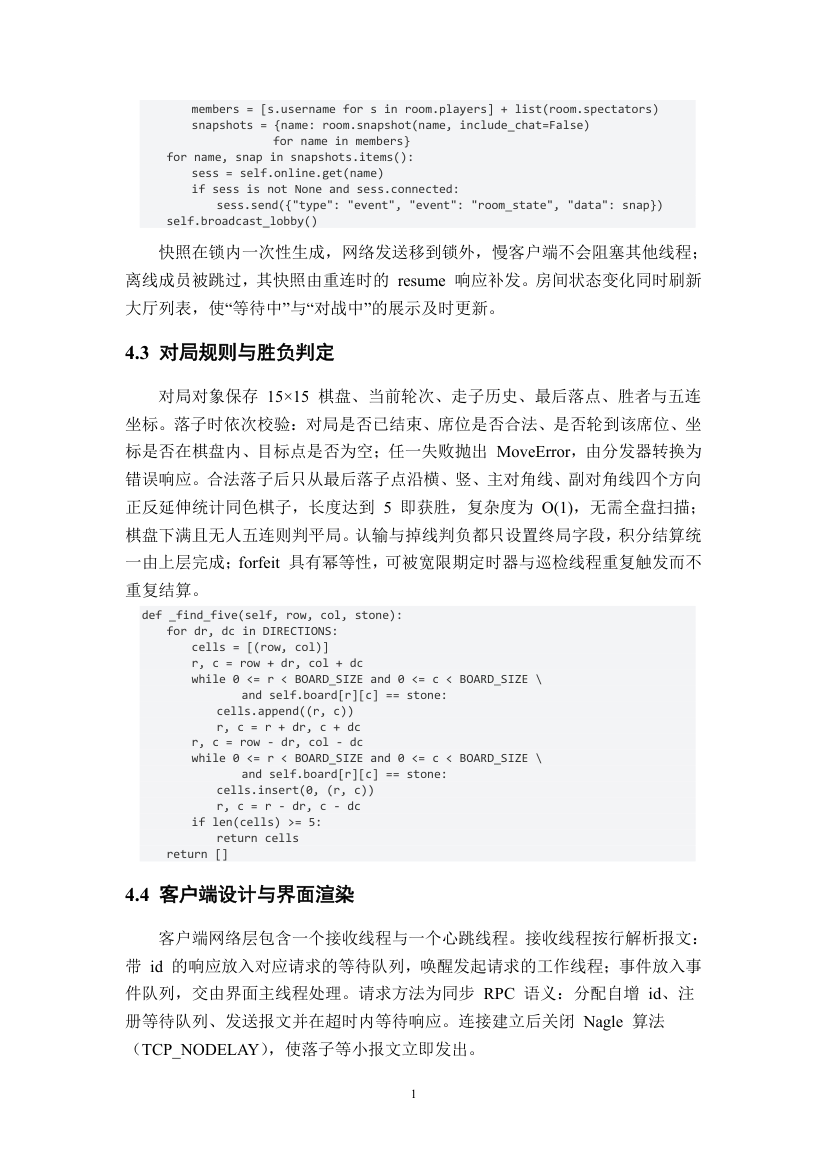 members = [s.username for s in room.players] + list(room.spectators)
snapshots = {name: room.snapshot(name, include_chat=False)
for name in members}
for name, snap in snapshots.items():
sess = self.online.get(name)
if sess is not None and sess.connected:
sess.send({"type": "event", "event": "room_state", "data": snap})
self.broadcast_lobby()
快照在锁内一次性生成，网络发送移到锁外，慢客户端不会阻塞其他线程；
离线成员被跳过，其快照由重连时的 resume 响应补发。房间状态变化同时刷新
大厅列表，使“等待中”与“对战中”的展示及时更新。
4.3 对局规则与胜负判定
对局对象保存 15×15 棋盘、当前轮次、走子历史、最后落点、胜者与五连
坐标。落子时依次校验：对局是否已结束、席位是否合法、是否轮到该席位、坐
标是否在棋盘内、目标点是否为空；任一失败抛出 MoveError，由分发器转换为
错误响应。合法落子后只从最后落子点沿横、竖、主对角线、副对角线四个方向
正反延伸统计同色棋子，长度达到 5 即获胜，复杂度为 O(1)，无需全盘扫描；
棋盘下满且无人五连则判平局。认输与掉线判负都只设置终局字段，积分结算统
一由上层完成；forfeit 具有幂等性，可被宽限期定时器与巡检线程重复触发而不
重复结算。
def _find_five(self, row, col, stone):
for dr, dc in DIRECTIONS:
cells = [(row, col)]
r, c = row + dr, col + dc
while 0 <= r < BOARD_SIZE and 0 <= c < BOARD_SIZE \
and self.board[r][c] == stone:
cells.append((r, c))
r, c = r + dr, c + dc
r, c = row - dr, col - dc
while 0 <= r < BOARD_SIZE and 0 <= c < BOARD_SIZE \
and self.board[r][c] == stone:
cells.insert(0, (r, c))
r, c = r - dr, c - dc
if len(cells) >= 5:
return cells
return []
4.4 客户端设计与界面渲染
客户端网络层包含一个接收线程与一个心跳线程。接收线程按行解析报文：
带 id 的响应放入对应请求的等待队列，唤醒发起请求的工作线程；事件放入事
件队列，交由界面主线程处理。请求方法为同步 RPC 语义：分配自增 id、注
册等待队列、发送报文并在超时内等待响应。连接建立后关闭 Nagle 算法
（TCP_NODELAY），使落子等小报文立即发出。
1